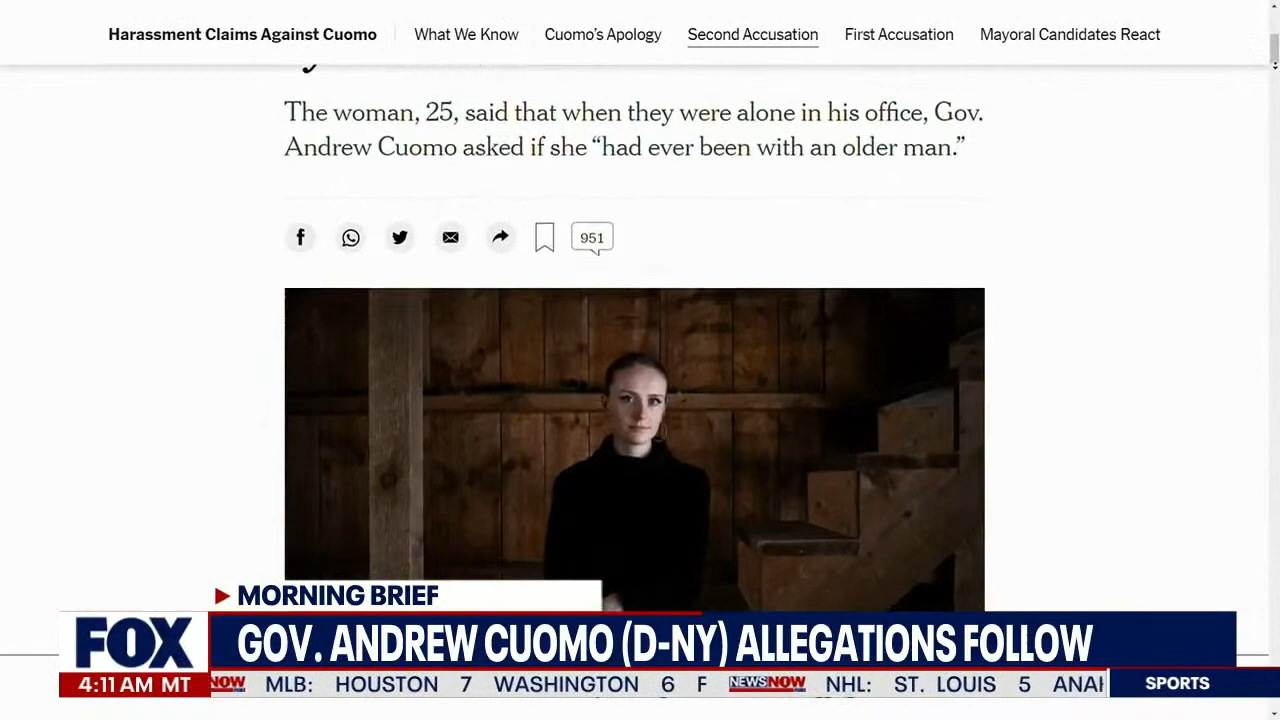 Harassment Claims Against Cuomo What We Know Cuomo's Apology Second Accusation First Accusation Mayoral Candidates React
The woman, 25, said that when they were alone in his office, Gov.
Andrew Cuomo asked if she “had ever been with an older man.”
951
MORNING BRIEF
FOX GOV. ANDREW CUOMO (D-NY) ALLEGATIONS FOLLOW
4:11 AM MT NOW MLB: HOUSTON 7 WASHINGTON 6 F NEWSNOW NHL: ST. LOUIS 5 ANAH SPORTS